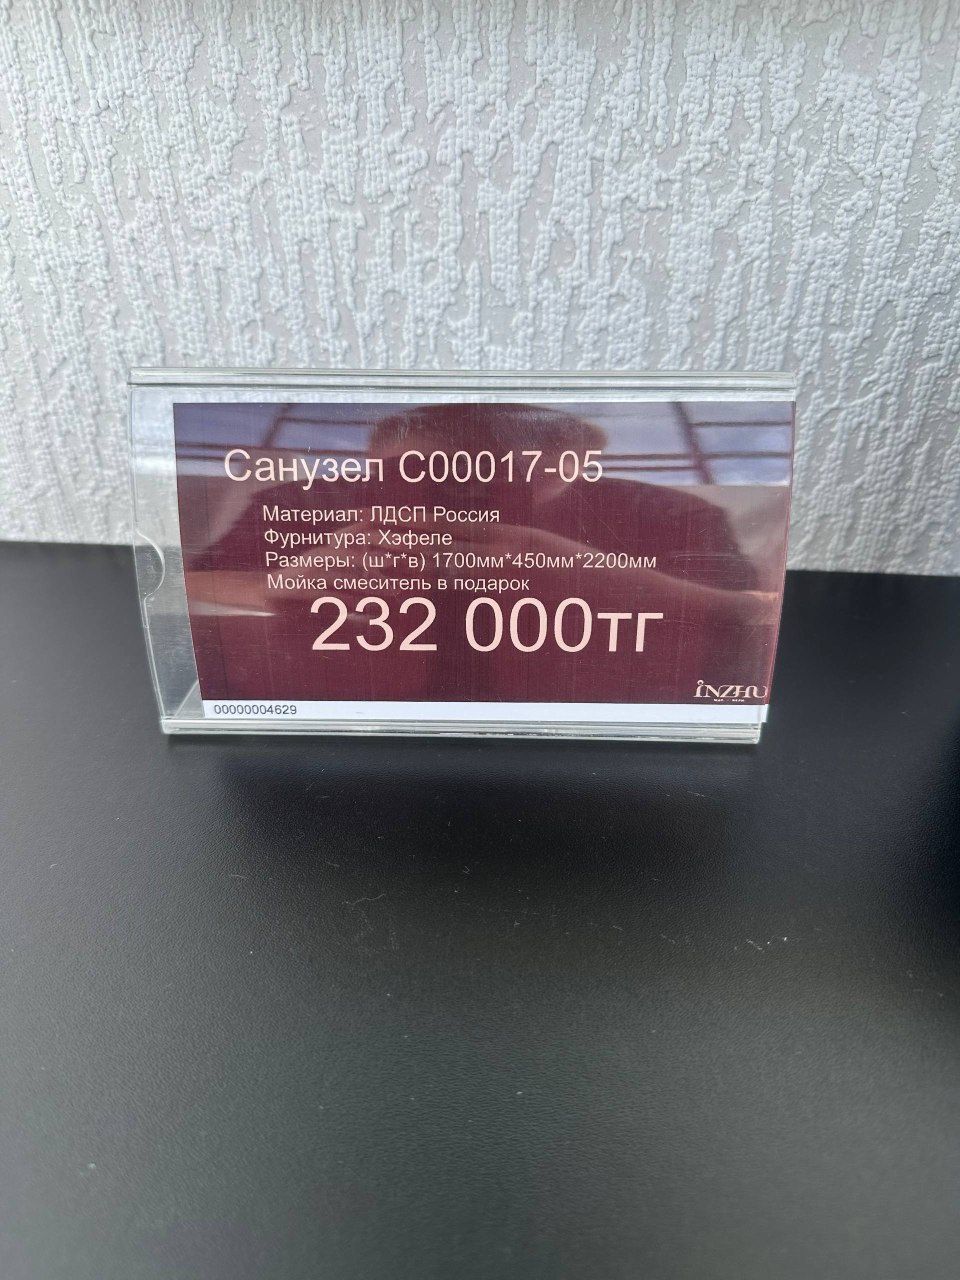 Санузел С00017-05
Материал: ЛДСП Россия
Фурнитура: Хэфеле
Размеры: (ш*г*в) 1700мм*450мм*2200мм
Мойка смеситель в подарок
232 000тг
INZHU
00000004629